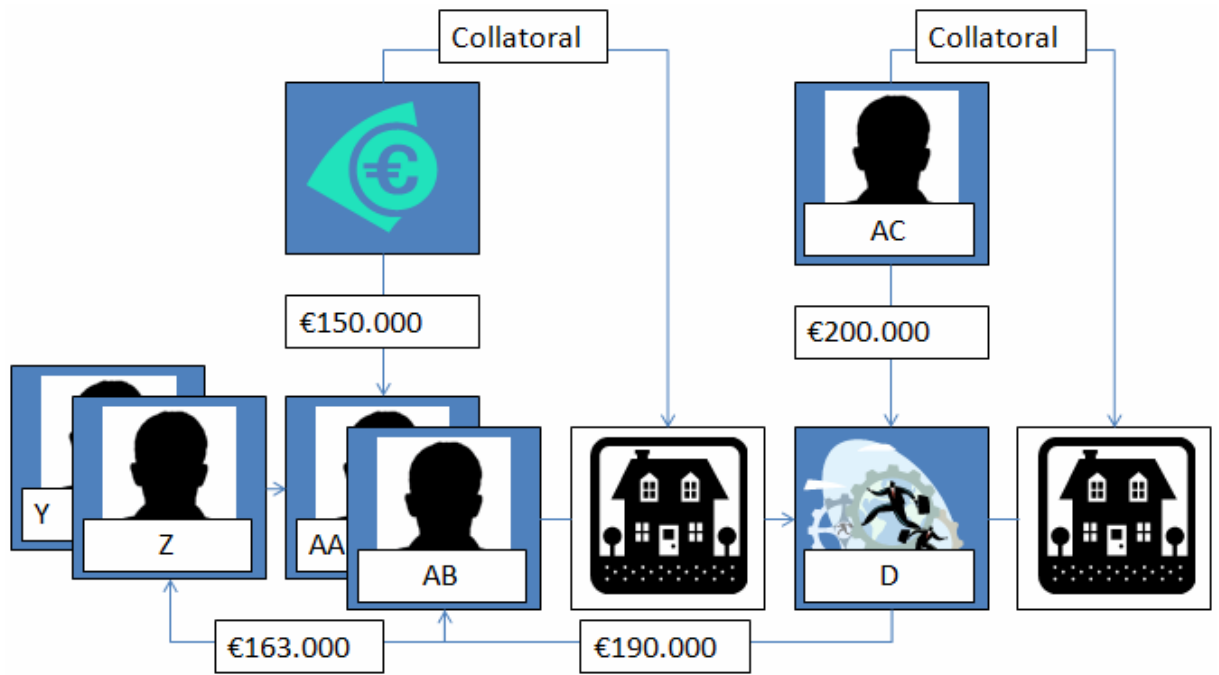 Collatoral
Collatoral
€
AC
€150.000
€200.000
Y
Z
AA
AB
D
€163.000
€190.000